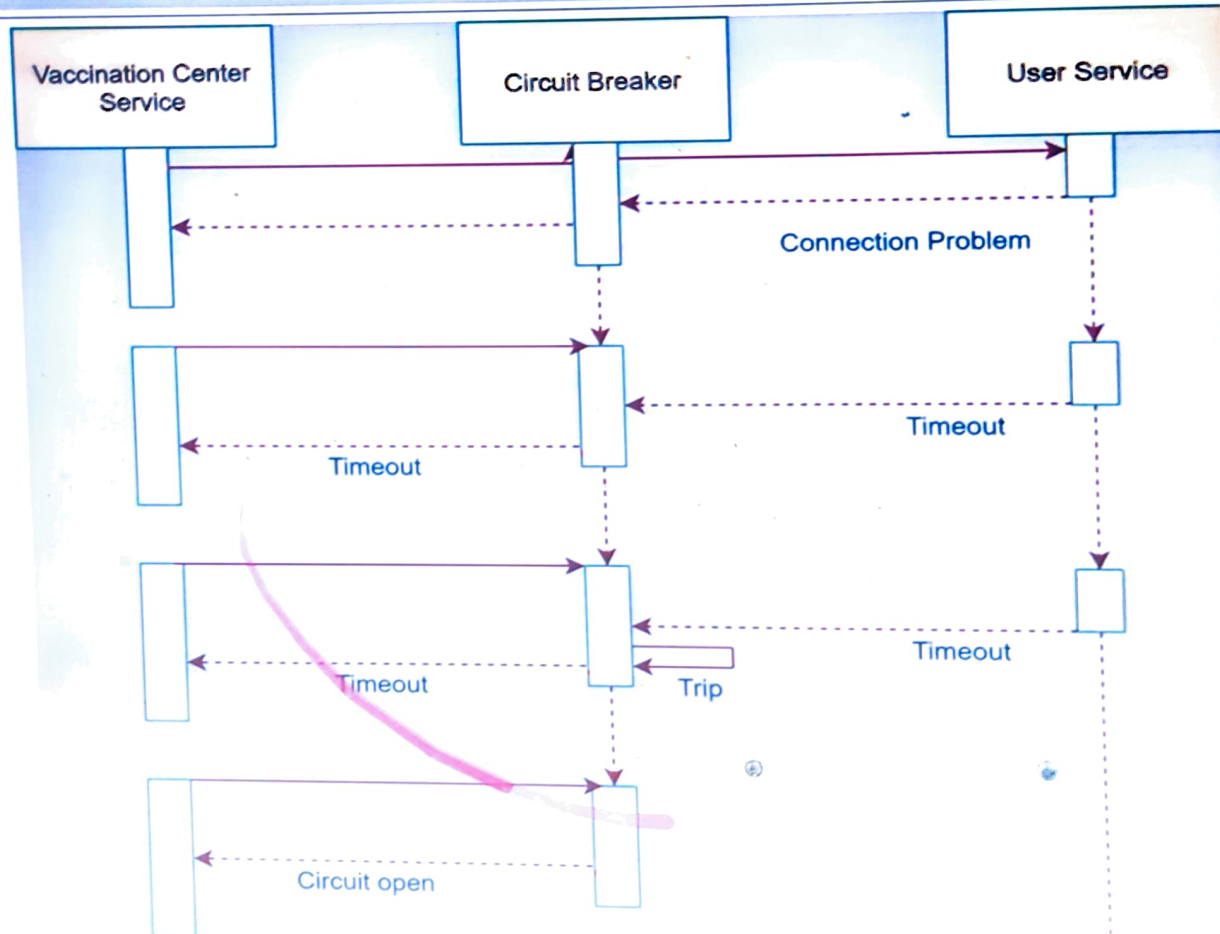 Vaccination Center
Service
Circuit Breaker
User Service
Connection Problem
Timeout
Timeout
Timeout
Timeout
Trip
Circuit open